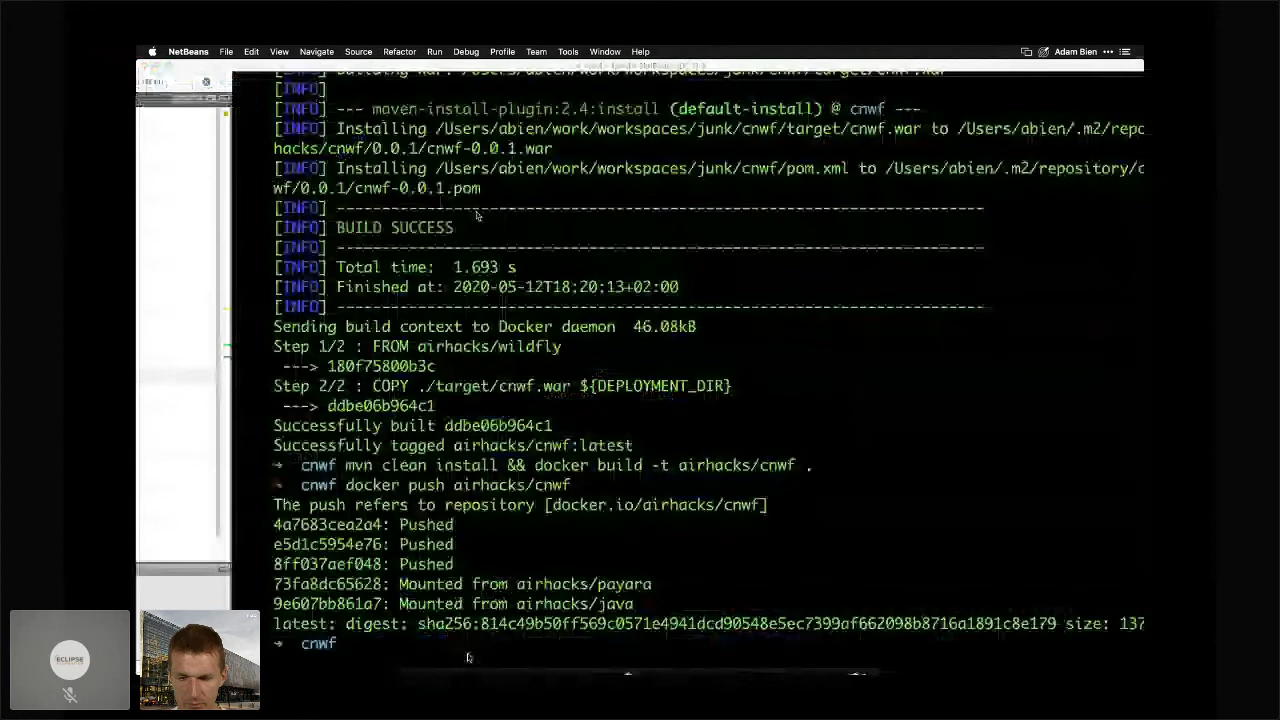 NetBeans File Edit View Navigate Source Refactor Run Debug Profile Team Tools Window Help Adam Bien
[INFO]
[INFO] --- maven-install-plugin:2.4:install (default-install) @ cnwf ---
[INFO] Installing /Users/abien/work/workspaces/junk/cnwf/target/cnwf.war to /Users/abien/.m2/repo
hacks/cnwf/0.0.1/cnwf-0.0.1.war
[INFO] Installing /Users/abien/work/workspaces/junk/cnwf/pom.xml to /Users/abien/.m2/repository/c
wf/0.0.1/cnwf-0.0.1.pom
[INFO] ------------------------------------------------------------------------
[INFO] BUILD SUCCESS
[INFO] ------------------------------------------------------------------------
[INFO] Total time:  1.693 s
[INFO] Finished at: 2020-05-12T18:20:13+02:00
[INFO] ------------------------------------------------------------------------
Sending build context to Docker daemon  46.08kB
Step 1/2 : FROM airhacks/wildfly
 ---> 180f75800b3c
Step 2/2 : COPY ./target/cnwf.war ${DEPLOYMENT_DIR}
 ---> ddbe06b964c1
Successfully built ddbe06b964c1
Successfully tagged airhacks/cnwf:latest
→ cnwf mvn clean install && docker build -t airhacks/cnwf .
→ cnwf docker push airhacks/cnwf
The push refers to repository [docker.io/airhacks/cnwf]
4a7683cea2a4: Pushed
e5d1c5954e76: Pushed
8ff037aef048: Pushed
73fa8dc65628: Mounted from airhacks/payara
9e607bb861a7: Mounted from airhacks/java
latest: digest: sha256:814c49b50ff569c0571e4941dcd90548e5ec7399af662098b8716a1891c8e179 size: 137
→ cnwf
ECLIPSE